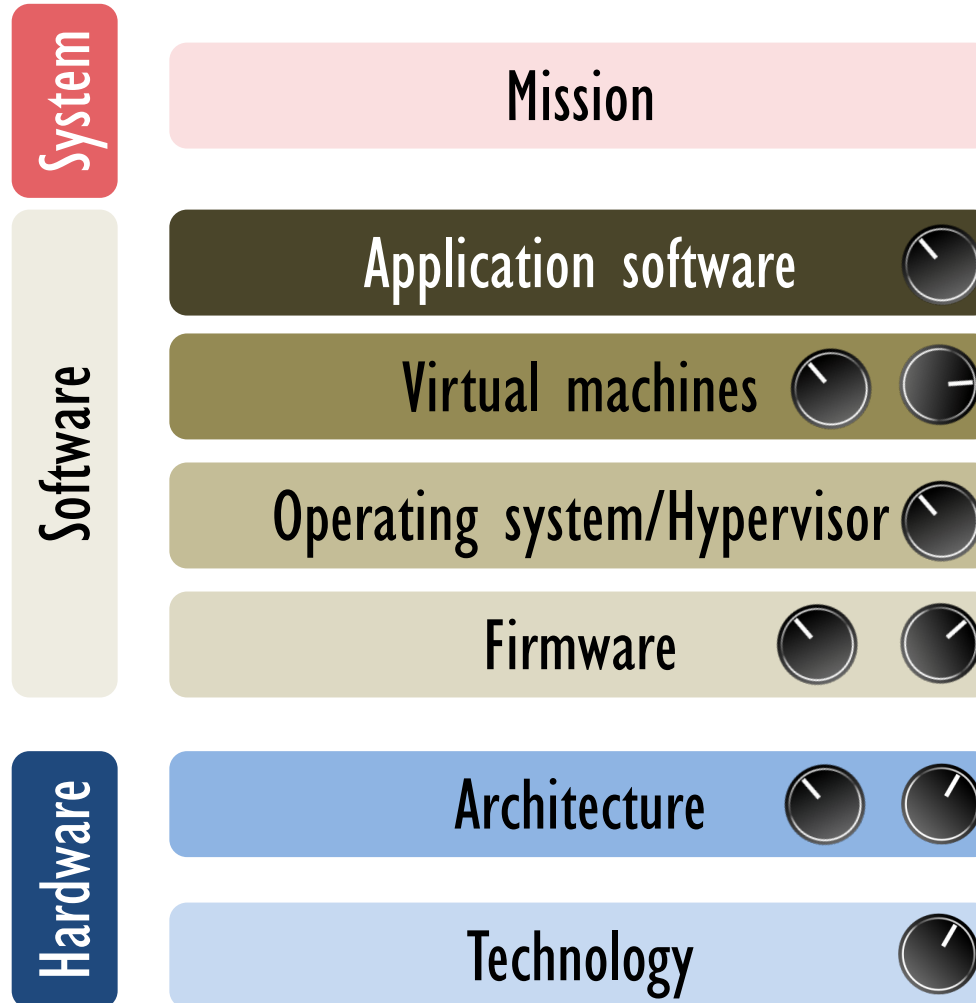 System
Mission
Software
Application software
Virtual machines
Operating system/Hypervisor
Firmware
Hardware
Architecture
Technology